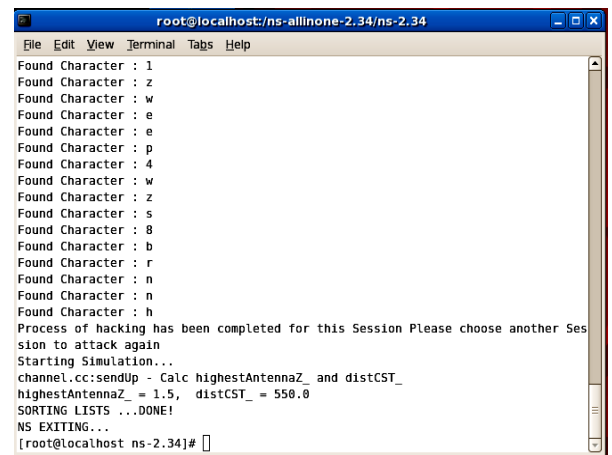 root@localhost:/ns-allinone-2.34/ns-2.34
File Edit View Terminal Tabs Help
Found Character : 1
Found Character : z
Found Character : w
Found Character : e
Found Character : e
Found Character : p
Found Character : 4
Found Character : w
Found Character : z
Found Character : s
Found Character : 8
Found Character : b
Found Character : r
Found Character : n
Found Character : n
Found Character : h
Process of hacking has been completed for this Session Please choose another Ses
sion to attack again
Starting Simulation...
channel.cc:sendUp - Calc highestAntennaZ_ and distCST_
highestAntennaZ_ = 1.5,  distCST_ = 550.0
SORTING LISTS ...DONE!
NS EXITING...
[root@localhost ns-2.34]#